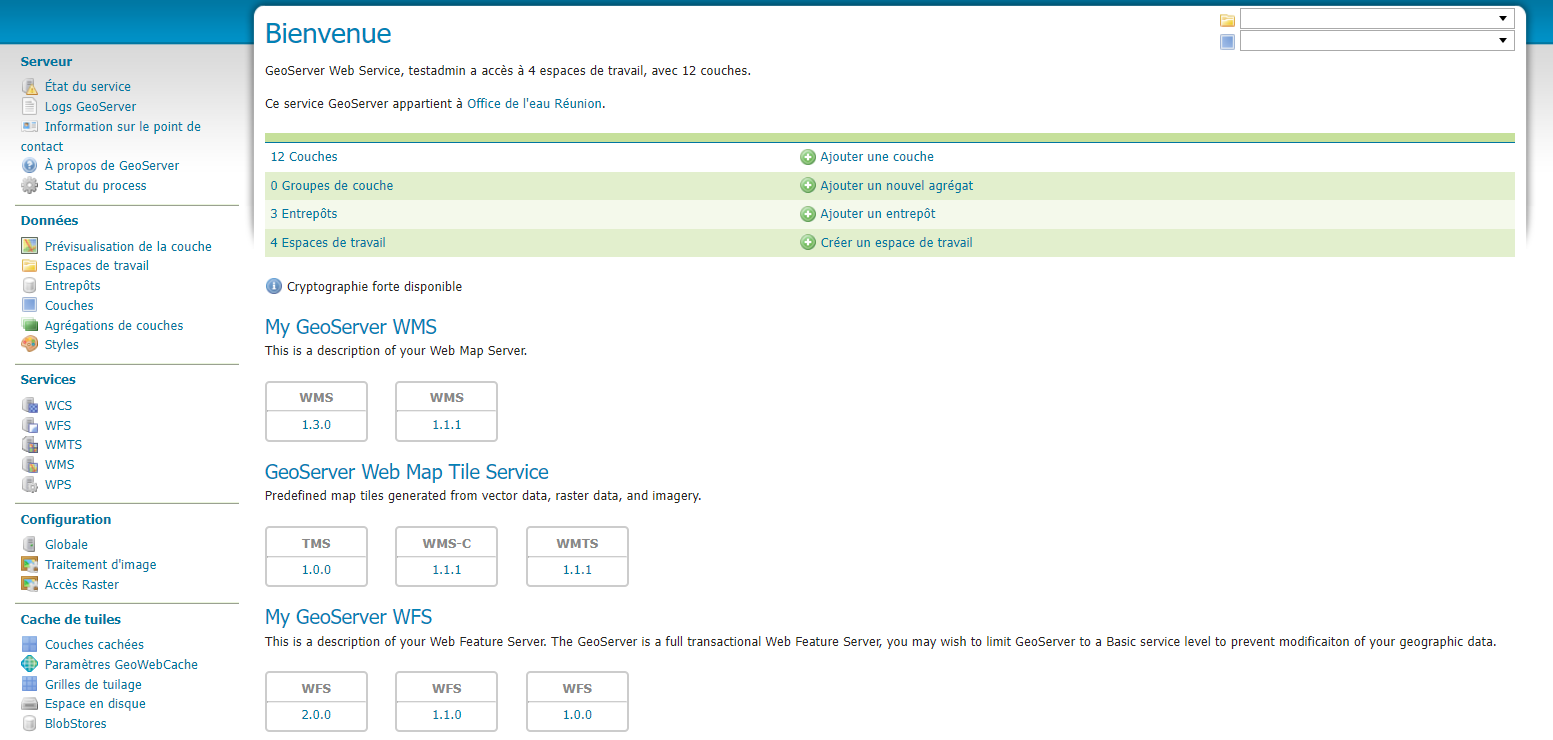 Serveur
État du service
Logs GeoServer
Information sur le point de
contact
À propos de GeoServer
Statut du process
Données
Prévisualisation de la couche
Espaces de travail
Entrepôts
Couches
Agrégations de couches
Styles
Services
WCS
WFS
WMTS
WMS
WPS
Configuration
Globale
Traitement d'image
Accès Raster
Cache de tuiles
Couches cachées
Paramètres GeoWebCache
Grilles de tuilage
Espace en disque
BlobStores
Bienvenue
GeoServer Web Service, testadmin a accès à 4 espaces de travail, avec 12 couches.
Ce service GeoServer appartient à Office de l'eau Réunion.
12 Couches Ajouter une couche
0 Groupes de couche Ajouter un nouvel agrégat
3 Entrepôts Ajouter un entrepôt
4 Espaces de travail Créer un espace de travail
Cryptographie forte disponible
My GeoServer WMS
This is a description of your Web Map Server.
WMS WMS
1.3.0 1.1.1
GeoServer Web Map Tile Service
Predefined map tiles generated from vector data, raster data, and imagery.
TMS WMS-C WMTS
1.0.0 1.1.1 1.1.1
My GeoServer WFS
This is a description of your Web Feature Server. The GeoServer is a full transactional Web Feature Server, you may wish to limit GeoServer to a Basic service level to prevent modificaiton of your geographic data.
WFS WFS WFS
2.0.0 1.1.0 1.0.0